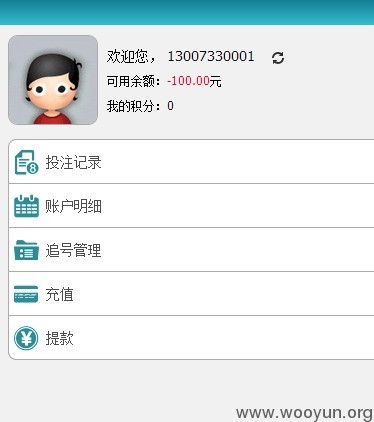 欢迎您， 13007330001
可用余额：-100.00元
我的积分：0
投注记录
账户明细
追号管理
充值
提款
www.wooyun.org